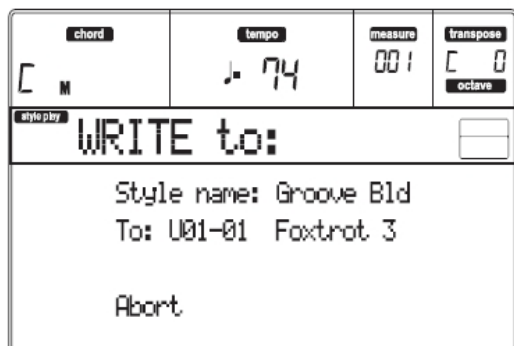 chord tempo measure transpose
C M ♩. 74 001 C 0
octave
style play WRITE to:
Style name: Groove Bld
To: U01-01 Foxtrot 3
Abort